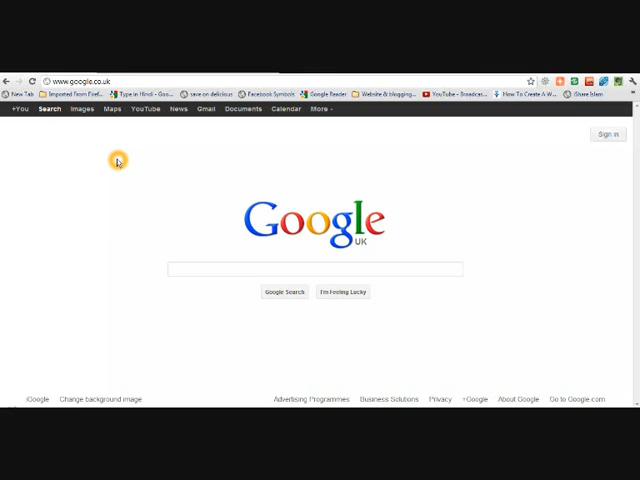 www.google.co.uk
New Tab Imported From Firef... Type in Hindi - Goo... save on delicious Facebook Symbols Google Reader Website & blogging... YouTube - Broadcas... How To Create A W... iShare Islam
+You Search Images Maps YouTube News Gmail Documents Calendar More
Sign in
Google
UK
Google Search I'm Feeling Lucky
iGoogle Change background image Advertising Programmes Business Solutions Privacy +Google About Google Go to Google.com